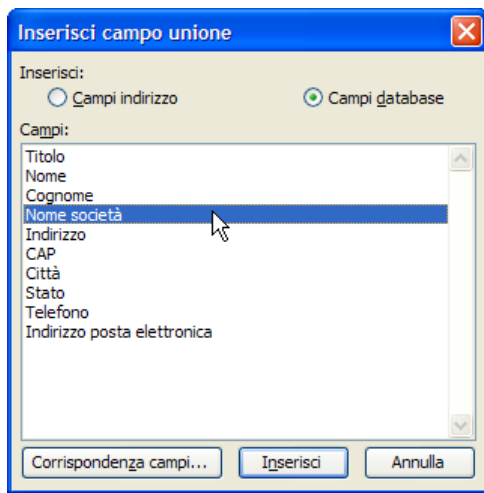 Inserisci campo unione
Inserisci:
Campi indirizzo Campi database
Campi:
Titolo
Nome
Cognome
Nome società
Indirizzo
CAP
Città
Stato
Telefono
Indirizzo posta elettronica
Corrispondenza campi... Inserisci Annulla